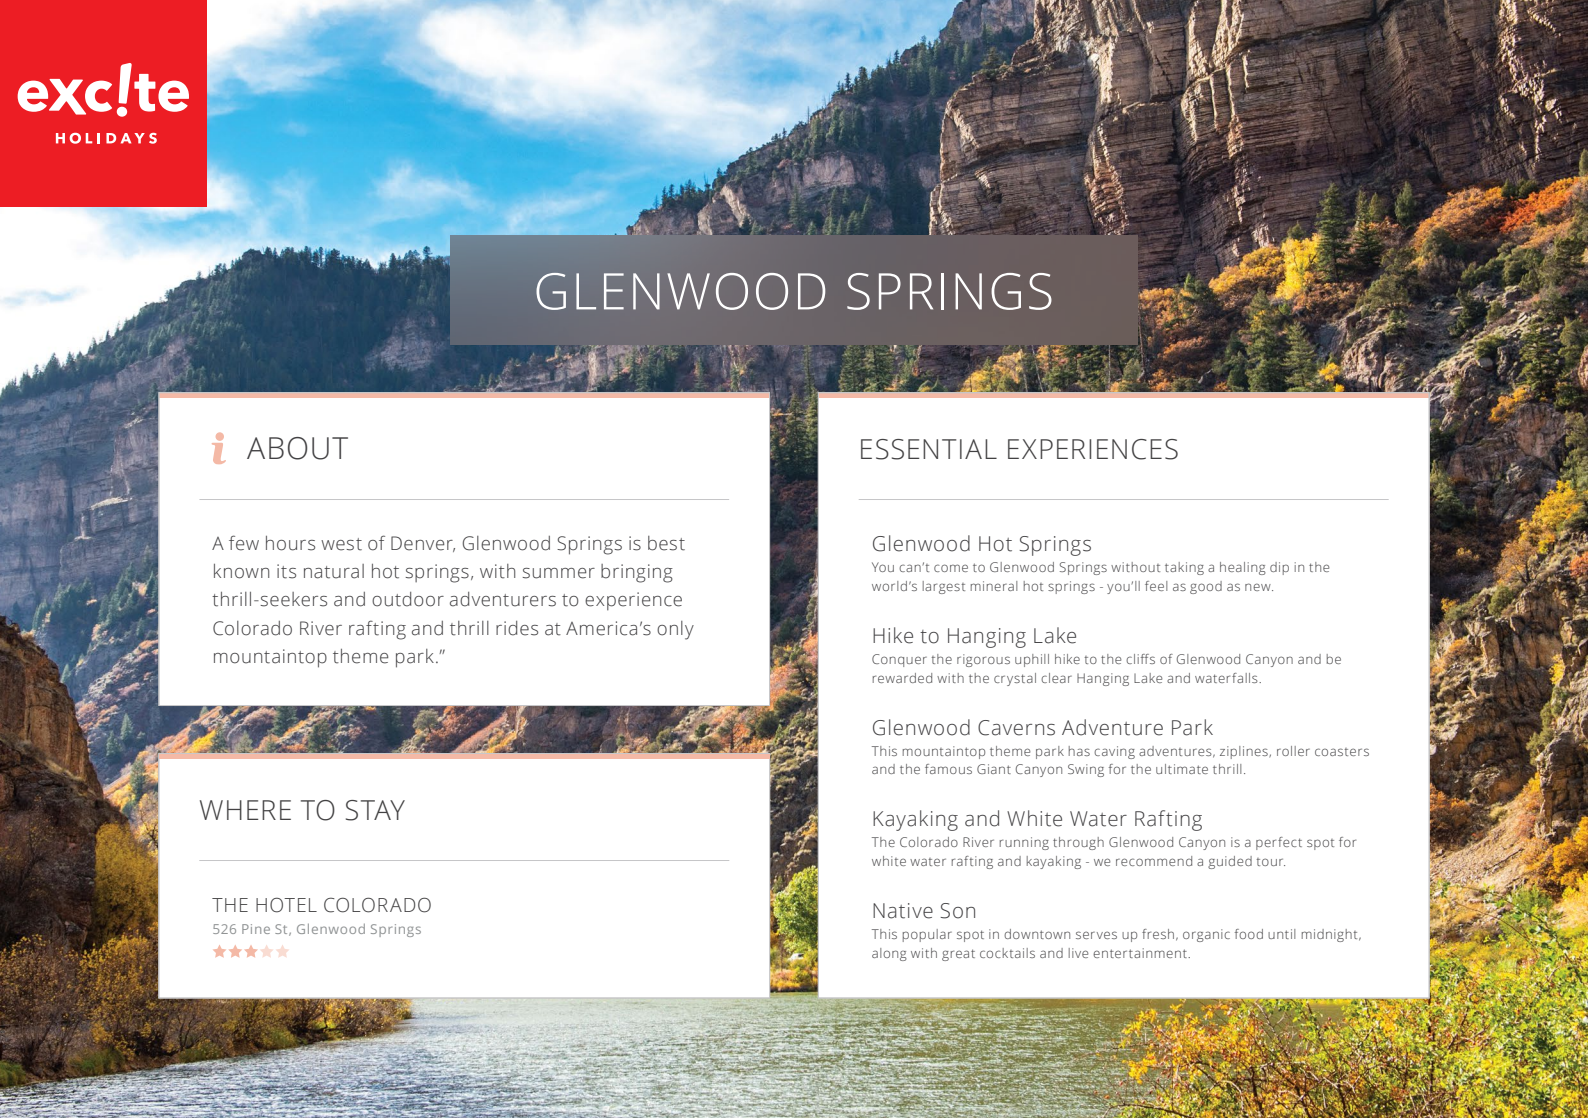 exc!te
HOLIDAYS
GLENWOOD SPRINGS
i ABOUT
A few hours west of Denver, Glenwood Springs is best
known its natural hot springs, with summer bringing
thrill-seekers and outdoor adventurers to experience
Colorado River rafting and thrill rides at America’s only
mountaintop theme park.”
WHERE TO STAY
THE HOTEL COLORADO
526 Pine St, Glenwood Springs
ESSENTIAL EXPERIENCES
Glenwood Hot Springs
You can’t come to Glenwood Springs without taking a healing dip in the
world’s largest mineral hot springs - you’ll feel as good as new.
Hike to Hanging Lake
Conquer the rigorous uphill hike to the cliffs of Glenwood Canyon and be
rewarded with the crystal clear Hanging Lake and waterfalls.
Glenwood Caverns Adventure Park
This mountaintop theme park has caving adventures, ziplines, roller coasters
and the famous Giant Canyon Swing for the ultimate thrill.
Kayaking and White Water Rafting
The Colorado River running through Glenwood Canyon is a perfect spot for
white water rafting and kayaking - we recommend a guided tour.
Native Son
This popular spot in downtown serves up fresh, organic food until midnight,
along with great cocktails and live entertainment.